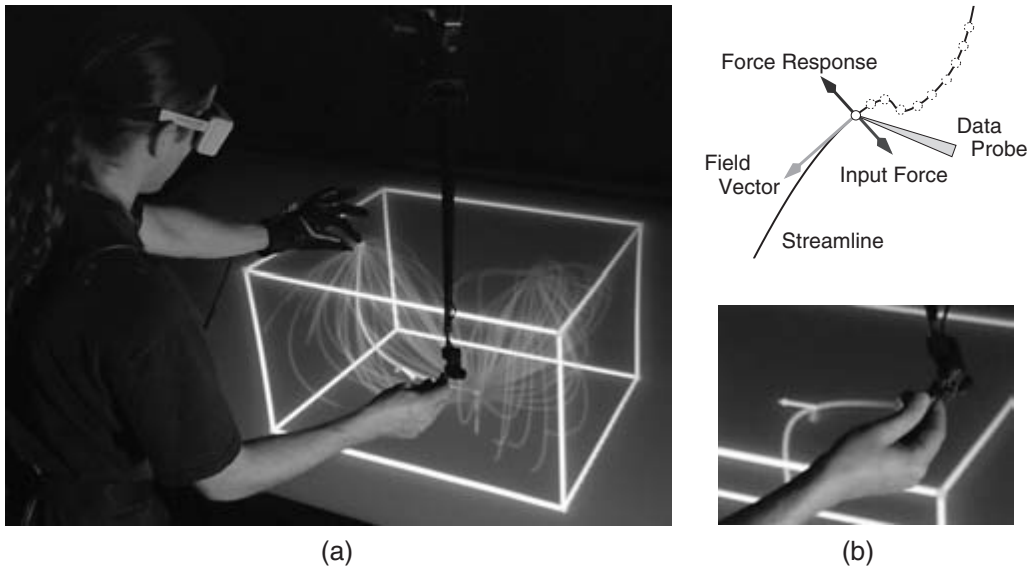 Force Response
Data
Probe
Field
Vector
Input Force
Streamline
(a)
(b)